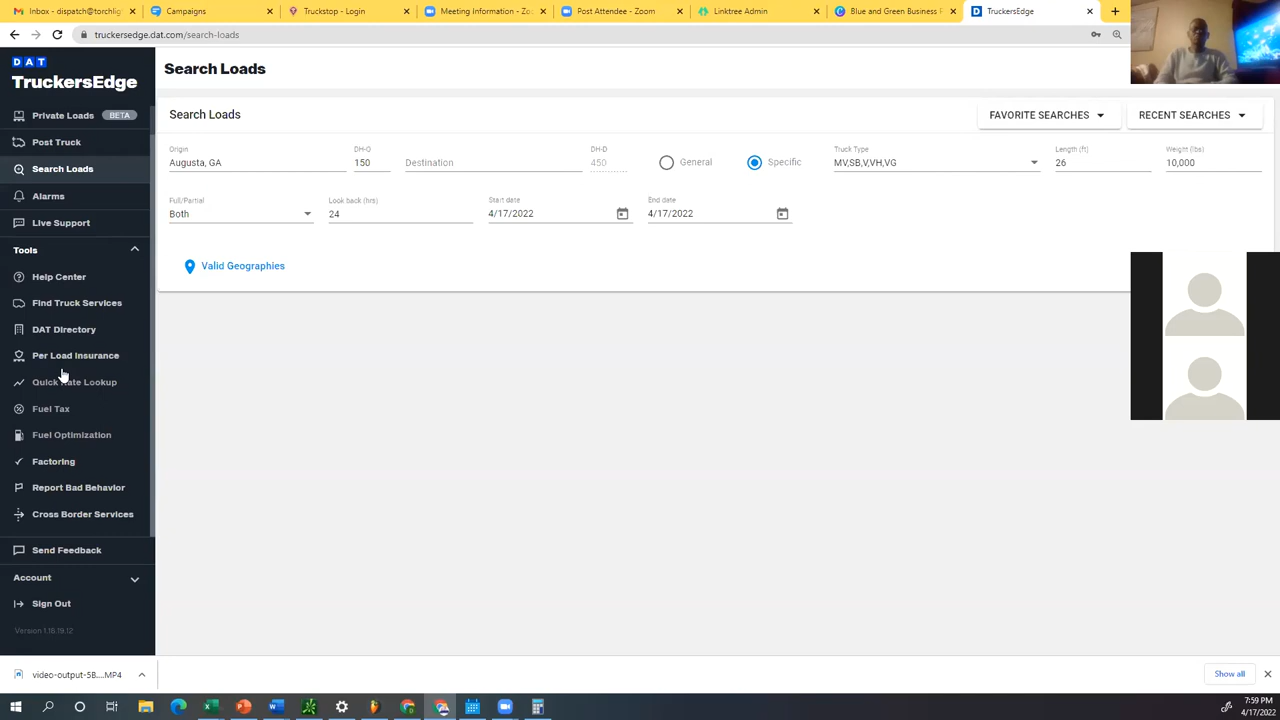 Inbox - dispatch@torchlig
Campaigns
Truckstop - Login
Meeting Information - Zo
Post Attendee - Zoom
Linktree Admin
Blue and Green Business F
TruckersEdge
truckersedge.dat.com/search-loads
DAT
TruckersEdge
Private Loads BETA
Post Truck
Search Loads
Alarms
Live Support
Tools
Help Center
Find Truck Services
DAT Directory
Per Load Insurance
Quick Rate Lookup
Fuel Tax
Fuel Optimization
Factoring
Report Bad Behavior
Cross Border Services
Send Feedback
Account
Sign Out
Version 1.16.19.12
Search Loads
Search Loads
FAVORITE SEARCHES
RECENT SEARCHES
Origin
Augusta, GA
DH-O
150
Destination
DH-D
450
General
Specific
Truck Type
MV,SB,V,VH,VG
Length (ft)
26
Weight (lbs)
10,000
Full/Partial
Both
Look back (hrs)
24
Start date
4/17/2022
End date
4/17/2022
Valid Geographies
video-output-5B....MP4
Show all
7:59 PM
4/17/2022